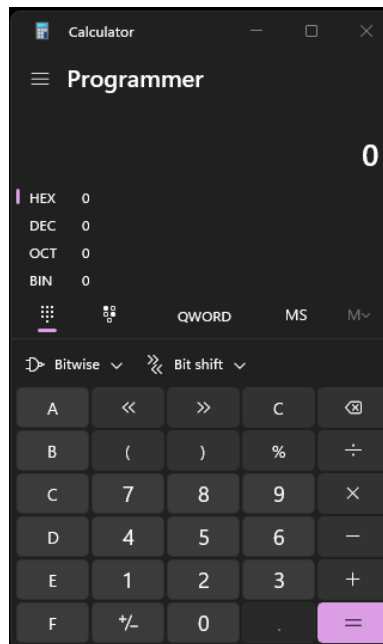 Calculator
Programmer
0
HEX 0
DEC 0
OCT 0
BIN 0
QWORD MS M
Bitwise Bit shift
A << >> C
B ( ) % ÷
C 7 8 9 ×
D 4 5 6 −
E 1 2 3 +
F +/− 0 . =